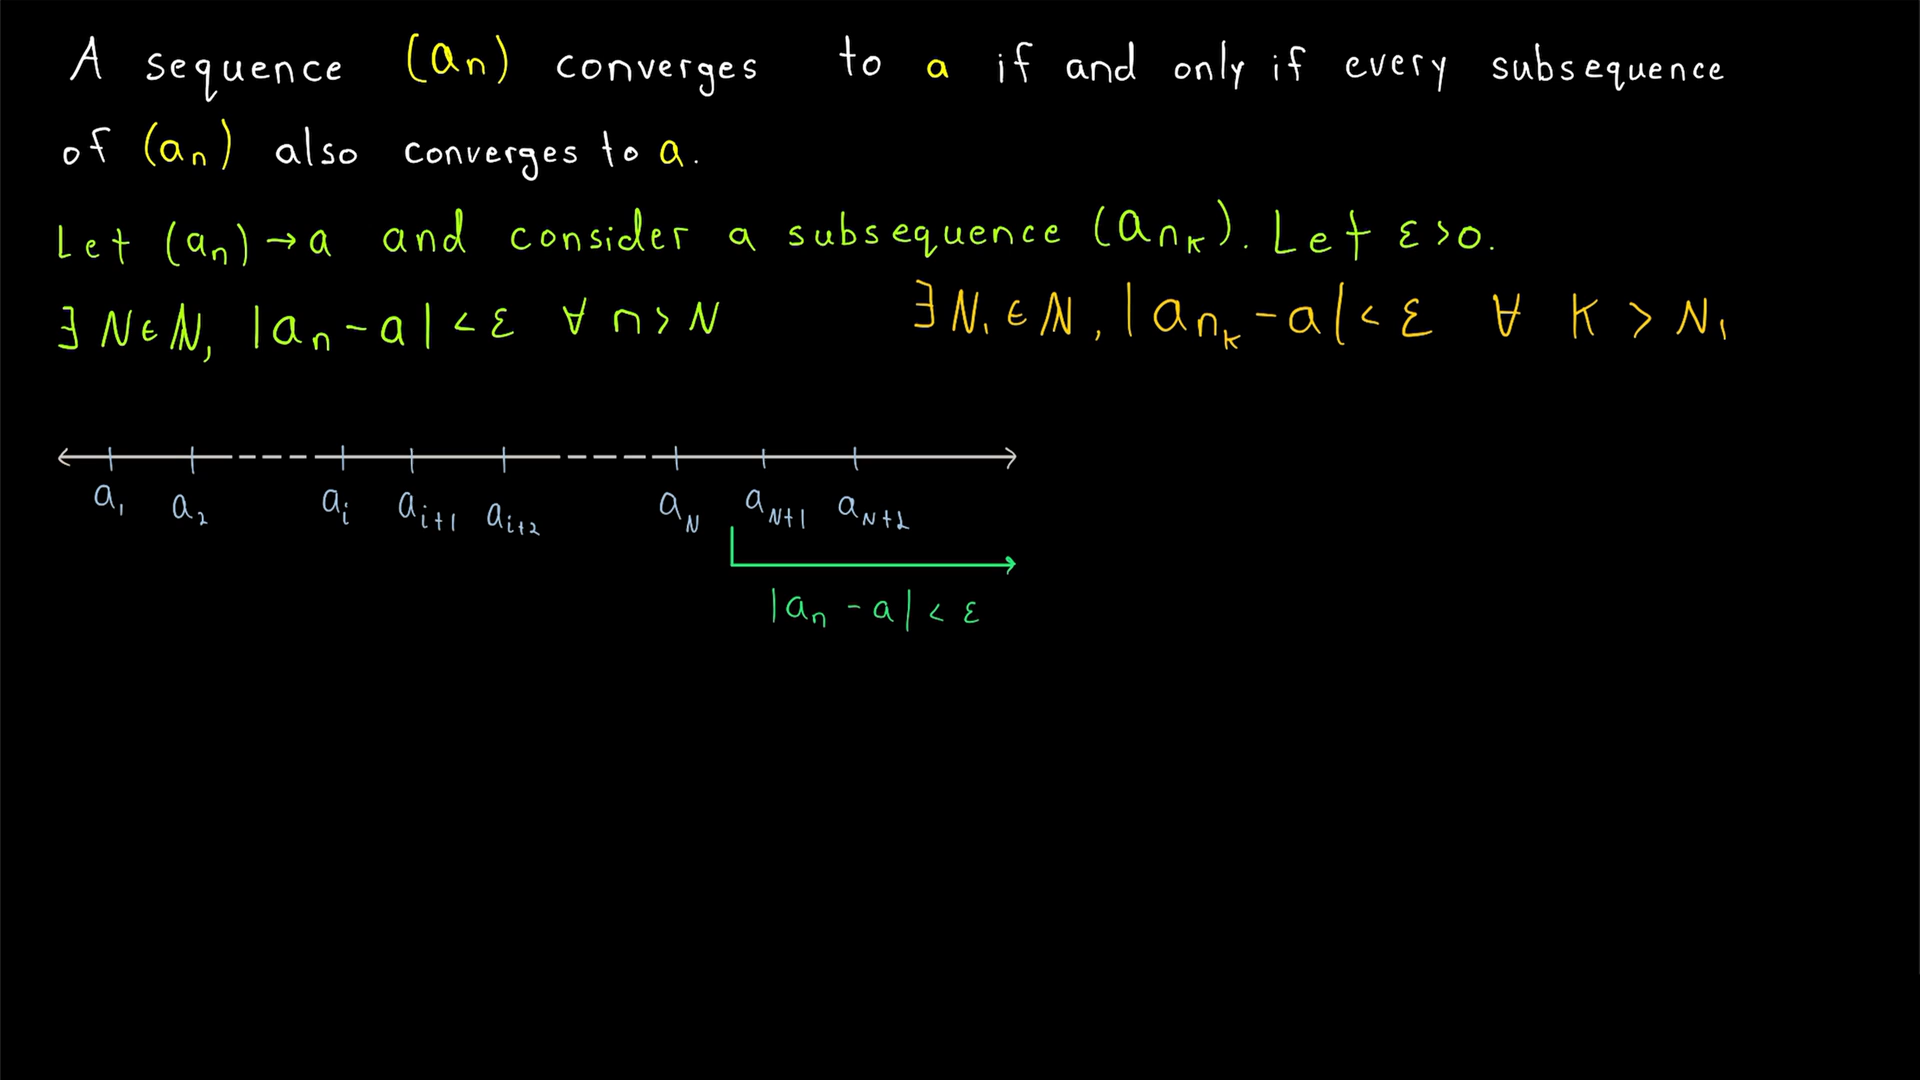 A sequence (aₙ) converges to a if and only if every subsequence
of (aₙ) also converges to a.
Let (aₙ) → a and consider a subsequence (aₙₖ). Let ε > 0.
∃ N ∈ ℕ, |aₙ - a| < ε ∀ n > N
∃ N₁ ∈ ℕ, |aₙₖ - a| < ε ∀ K > N₁
a₁ a₂ aᵢ aᵢ₊₁ aᵢ₊₂ a_N a_N+1 a_N+2
|aₙ - a| < ε